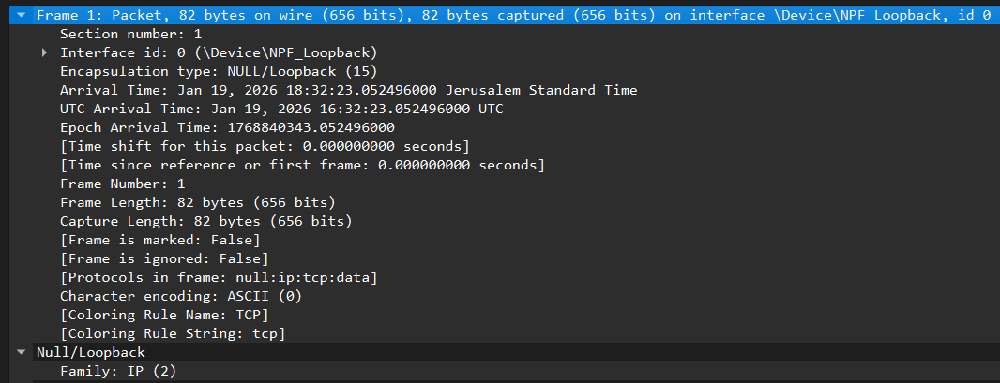 Frame 1: Packet, 82 bytes on wire (656 bits), 82 bytes captured (656 bits) on interface \Device\NPF_Loopback, id 0
Section number: 1
Interface id: 0 (\Device\NPF_Loopback)
Encapsulation type: NULL/Loopback (15)
Arrival Time: Jan 19, 2026 18:32:23.052496000 Jerusalem Standard Time
UTC Arrival Time: Jan 19, 2026 16:32:23.052496000 UTC
Epoch Arrival Time: 1768840343.052496000
[Time shift for this packet: 0.000000000 seconds]
[Time since reference or first frame: 0.000000000 seconds]
Frame Number: 1
Frame Length: 82 bytes (656 bits)
Capture Length: 82 bytes (656 bits)
[Frame is marked: False]
[Frame is ignored: False]
[Protocols in frame: null:ip:tcp:data]
Character encoding: ASCII (0)
[Coloring Rule Name: TCP]
[Coloring Rule String: tcp]
Null/Loopback
Family: IP (2)